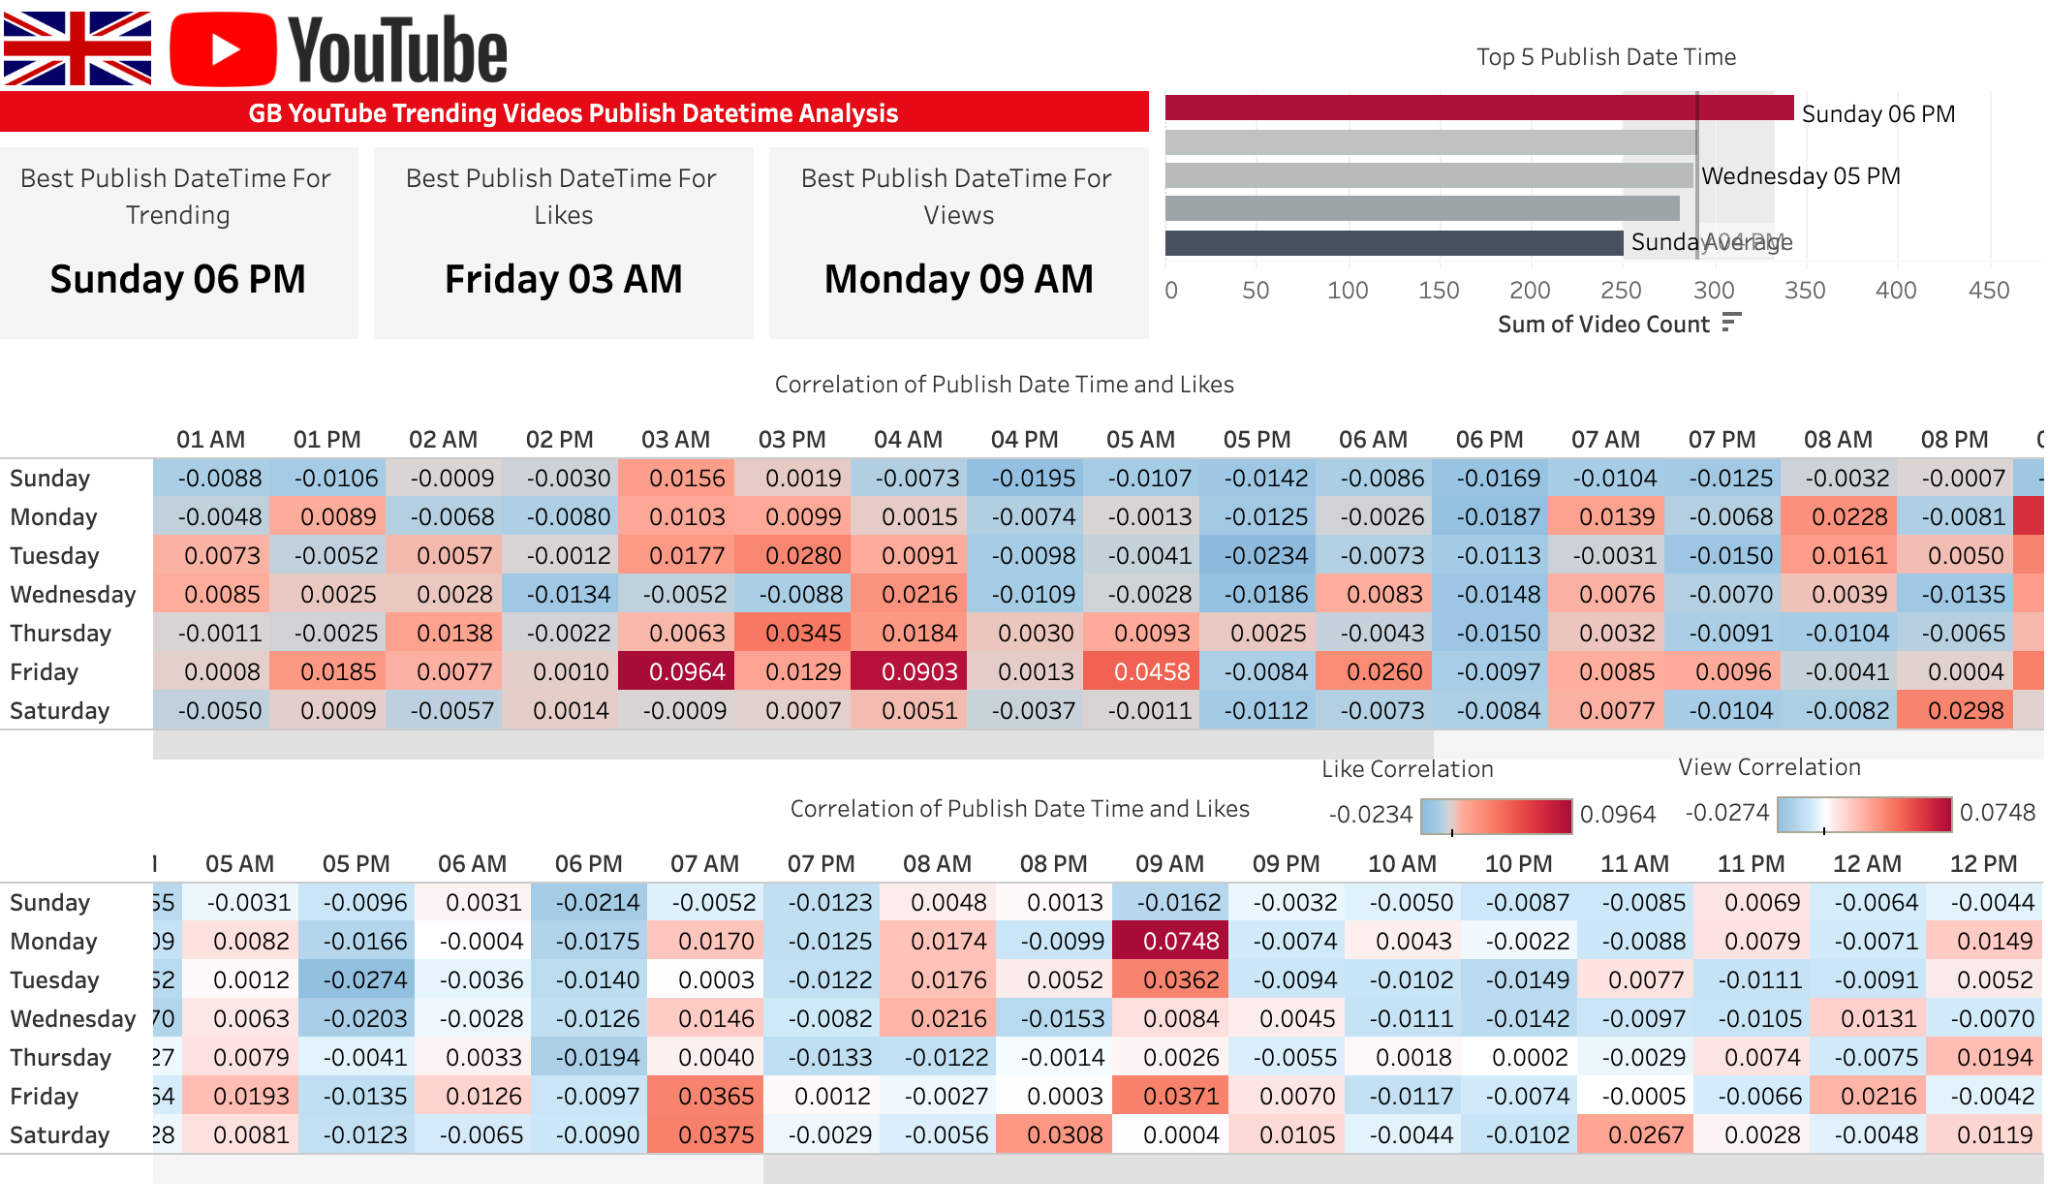 YouTube
GB YouTube Trending Videos Publish Datetime Analysis
Best Publish DateTime For
Trending
Sunday 06 PM
Best Publish DateTime For
Likes
Friday 03 AM
Best Publish DateTime For
Views
Monday 09 AM
Top 5 Publish Date Time
Sunday 06 PM
Wednesday 05 PM
Sunday 04 PM
Average
0 50 100 150 200 250 300 350 400 450
Sum of Video Count
Correlation of Publish Date Time and Likes
01 AM 01 PM 02 AM 02 PM 03 AM 03 PM 04 AM 04 PM 05 AM 05 PM 06 AM 06 PM 07 AM 07 PM 08 AM 08 PM
Sunday -0.0088 -0.0106 -0.0009 -0.0030 0.0156 0.0019 -0.0073 -0.0195 -0.0107 -0.0142 -0.0086 -0.0169 -0.0104 -0.0125 -0.0032 -0.0007
Monday -0.0048 0.0089 -0.0068 -0.0080 0.0103 0.0099 0.0015 -0.0074 -0.0013 -0.0125 -0.0026 -0.0187 0.0139 -0.0068 0.0228 -0.0081
Tuesday 0.0073 -0.0052 0.0057 -0.0012 0.0177 0.0280 0.0091 -0.0098 -0.0041 -0.0234 -0.0073 -0.0113 -0.0031 -0.0150 0.0161 0.0050
Wednesday 0.0085 0.0025 0.0028 -0.0134 -0.0052 -0.0088 0.0216 -0.0109 -0.0028 -0.0186 0.0083 -0.0148 0.0076 -0.0070 0.0039 -0.0135
Thursday -0.0011 -0.0025 0.0138 -0.0022 0.0063 0.0345 0.0184 0.0030 0.0093 0.0025 -0.0043 -0.0150 0.0032 -0.0091 -0.0104 -0.0065
Friday 0.0008 0.0185 0.0077 0.0010 0.0964 0.0129 0.0903 0.0013 0.0458 -0.0084 0.0260 -0.0097 0.0085 0.0096 -0.0041 0.0004
Saturday -0.0050 0.0009 -0.0057 0.0014 -0.0009 0.0007 0.0051 -0.0037 -0.0011 -0.0112 -0.0073 -0.0084 0.0077 -0.0104 -0.0082 0.0298
Like Correlation
-0.0234 0.0964
View Correlation
-0.0274 0.0748
Correlation of Publish Date Time and Likes
05 AM 05 PM 06 AM 06 PM 07 AM 07 PM 08 AM 08 PM 09 AM 09 PM 10 AM 10 PM 11 AM 11 PM 12 AM 12 PM
Sunday 55 -0.0031 -0.0096 0.0031 -0.0214 -0.0052 -0.0123 0.0048 0.0013 -0.0162 -0.0032 -0.0050 -0.0087 -0.0085 0.0069 -0.0064 -0.0044
Monday 09 0.0082 -0.0166 -0.0004 -0.0175 0.0170 -0.0125 0.0174 -0.0099 0.0748 -0.0074 0.0043 -0.0022 -0.0088 0.0079 -0.0071 0.0149
Tuesday 52 0.0012 -0.0274 -0.0036 -0.0140 0.0003 -0.0122 0.0176 0.0052 0.0362 -0.0094 -0.0102 -0.0149 0.0077 -0.0111 -0.0091 0.0052
Wednesday 70 0.0063 -0.0203 -0.0028 -0.0126 0.0146 -0.0082 0.0216 -0.0153 0.0084 0.0045 -0.0111 -0.0142 -0.0097 -0.0105 0.0131 -0.0070
Thursday 27 0.0079 -0.0041 0.0033 -0.0194 0.0040 -0.0133 -0.0122 -0.0014 0.0026 -0.0055 0.0018 0.0002 -0.0029 0.0074 -0.0075 0.0194
Friday 64 0.0193 -0.0135 0.0126 -0.0097 0.0365 0.0012 -0.0027 0.0003 0.0371 0.0070 -0.0117 -0.0074 -0.0005 -0.0066 0.0216 -0.0042
Saturday 28 0.0081 -0.0123 -0.0065 -0.0090 0.0375 -0.0029 -0.0056 0.0308 0.0004 0.0105 -0.0044 -0.0102 0.0267 0.0028 -0.0048 0.0119